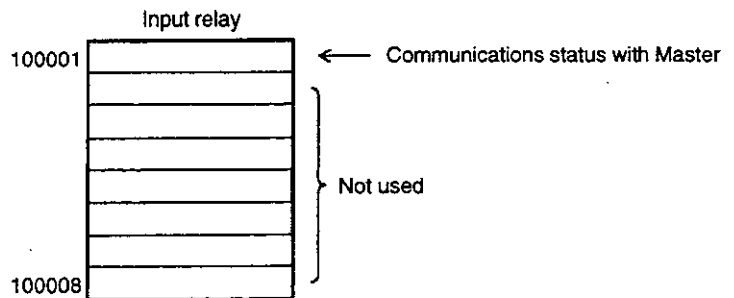 Input relay
100001
Communications status with Master
Not used
100008